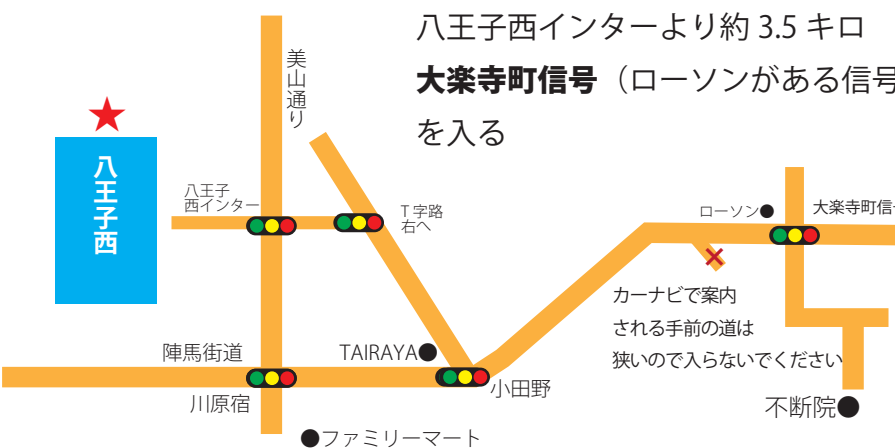 八王子西インターより約 3.5 キロ
大楽寺町信号（ローソンがある信号
を入る
美山通り
八王子西
八王子
西インター
T字路
右へ
ローソン●
大楽寺町信
カーナビで案内
される手前の道は
狭いので入らないでください
陣馬街道
TAIRAYA●
小田野
川原宿
不断院●
●ファミリーマート